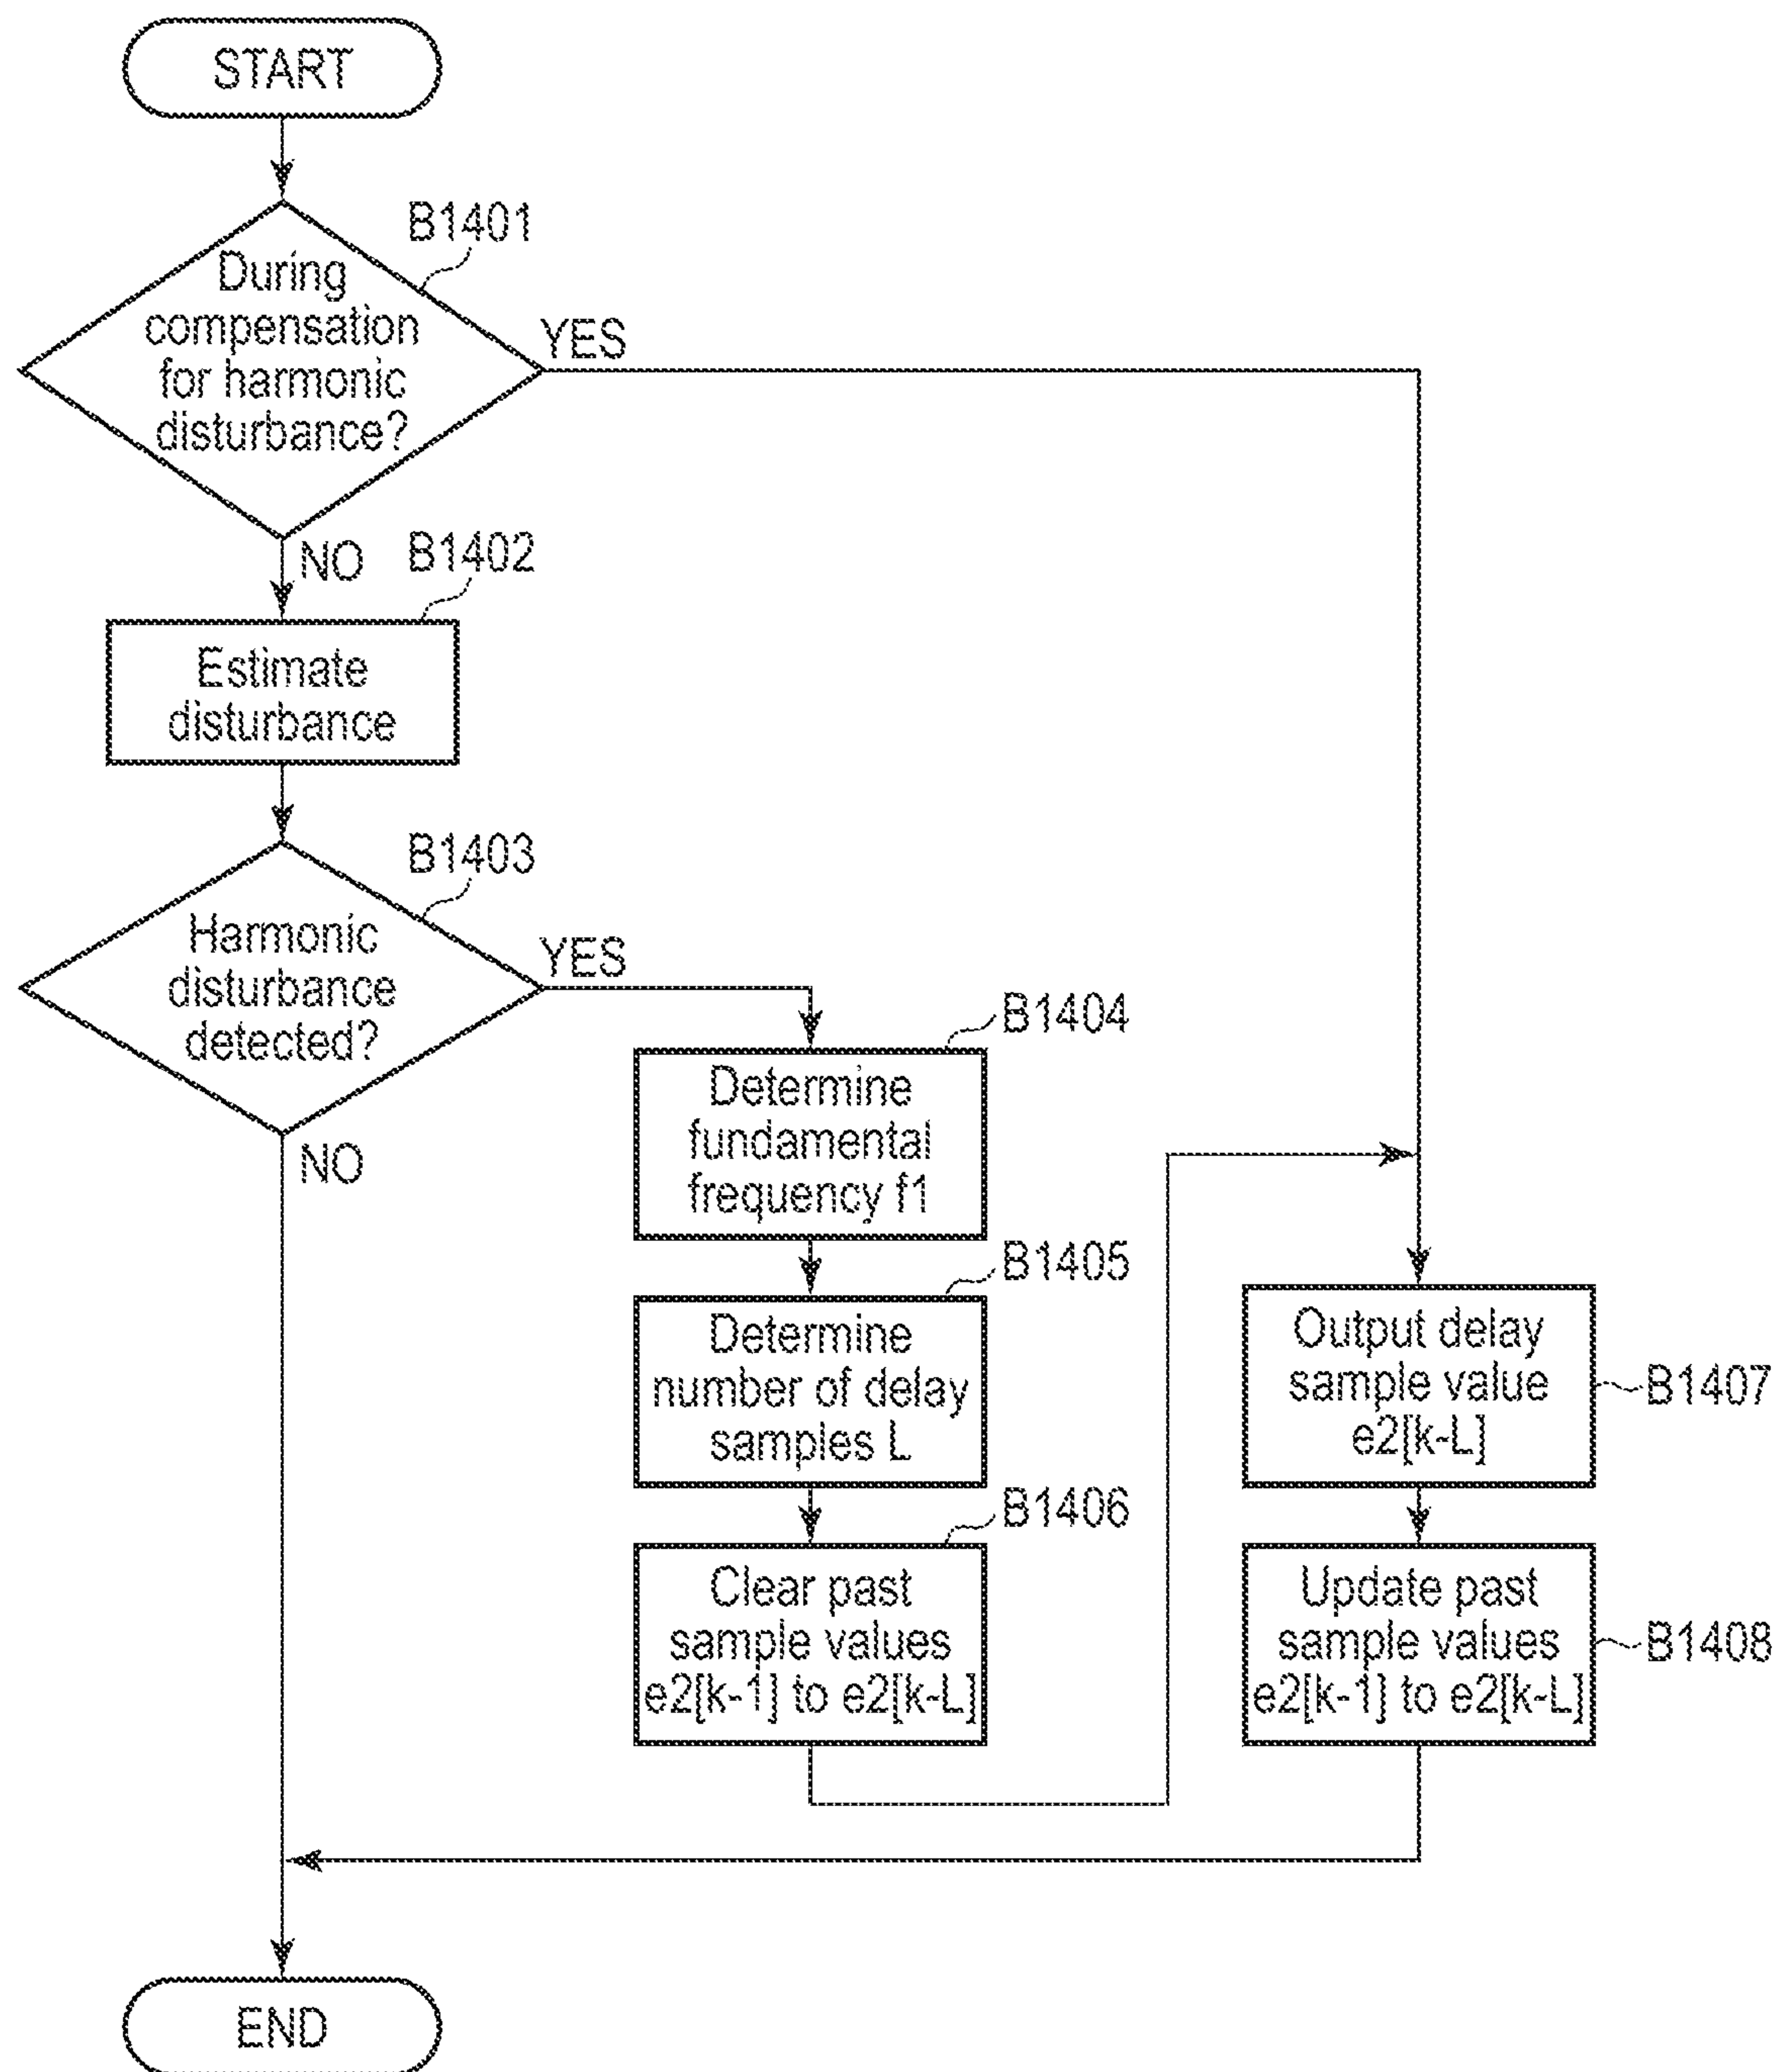 START
B1401
During
compensation
for harmonic
disturbance?
YES
NO
B1402
Estimate
disturbance
B1403
Harmonic
disturbance
detected?
YES
NO
B1404
Determine
fundamental
frequency f1
B1405
Determine
number of delay
samples L
B1406
Clear past
sample values
e2[k-1] to e2[k-L]
Output delay
sample value
e2[k-L]
B1407
Update past
sample values
e2[k-1] to e2[k-L]
B1408
END